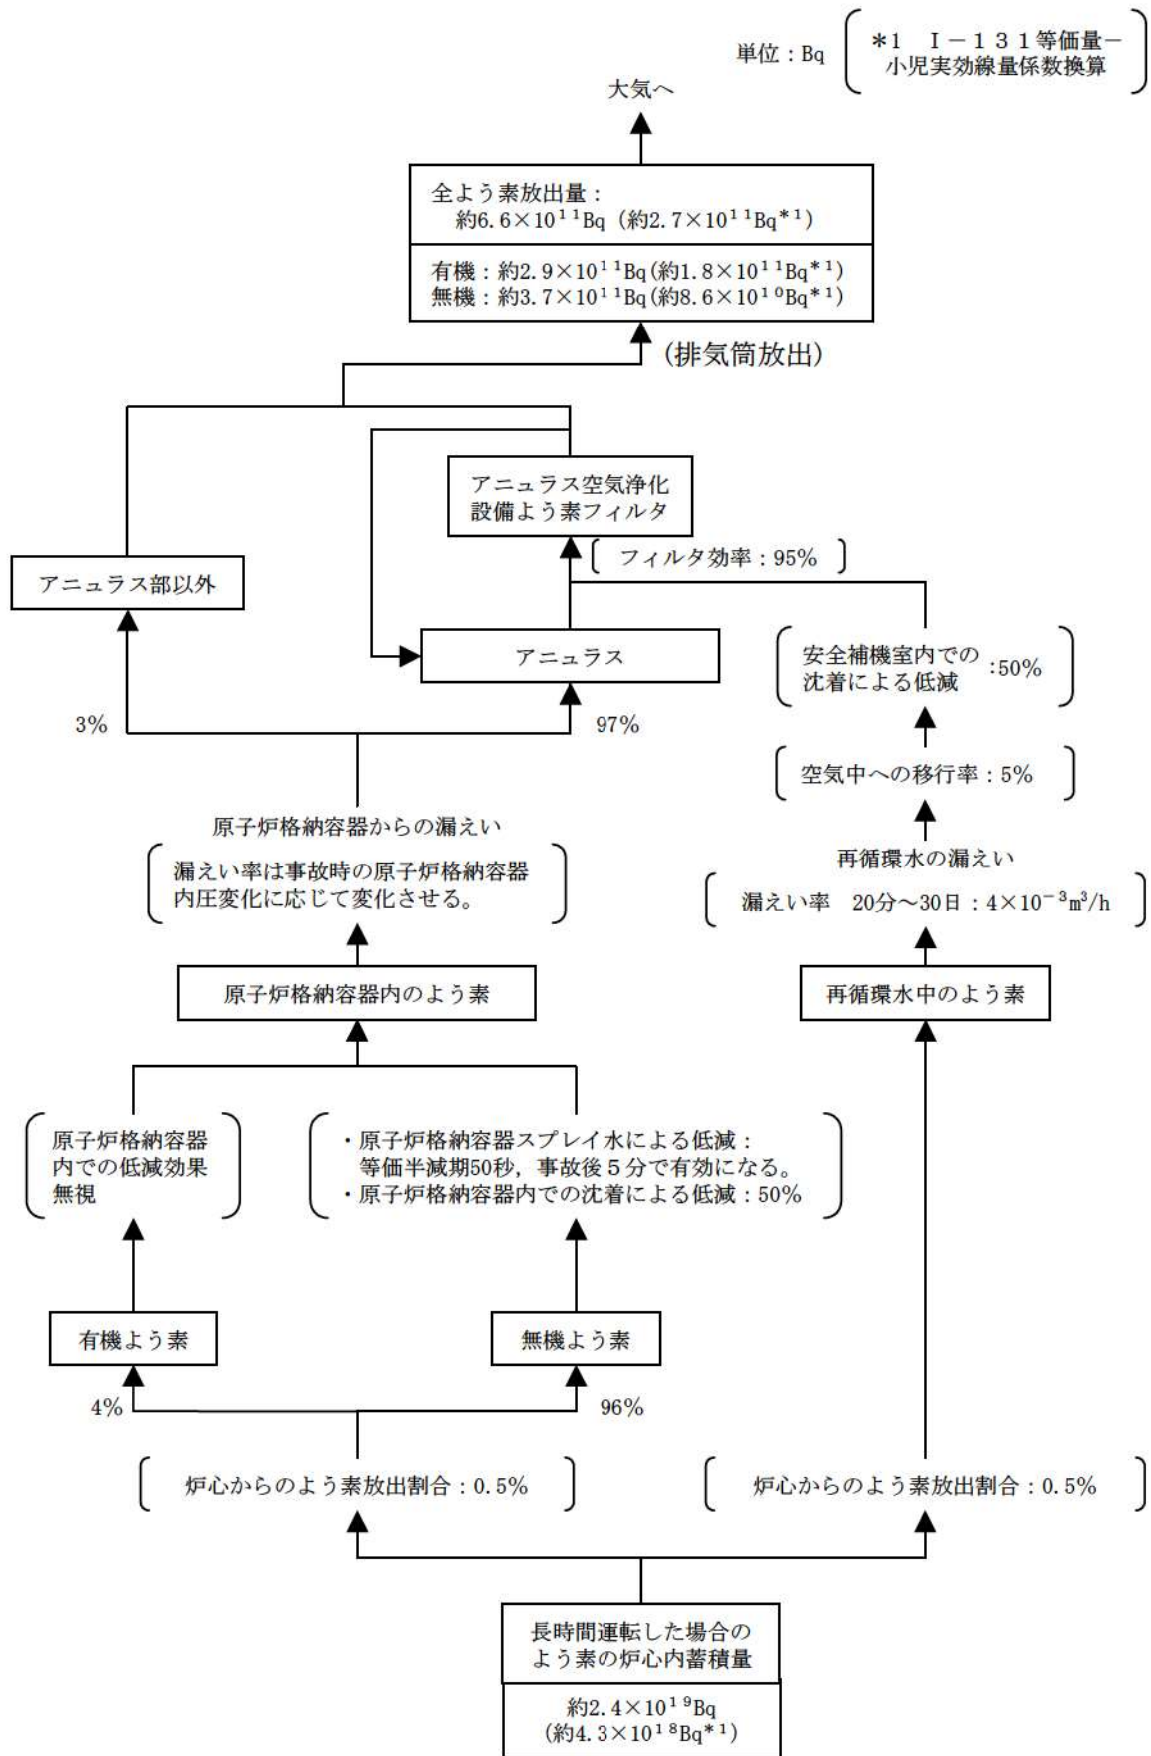 単位：Bq
＊1　Ｉ－１３１等価量－
小児実効線量係数換算
大気へ
全よう素放出量：
約6.6×10¹¹Bq (約2.7×10¹¹Bq*¹)
有機：約2.9×10¹¹Bq(約1.8×10¹¹Bq*¹)
無機：約3.7×10¹¹Bq(約8.6×10¹⁰Bq*¹)
(排気筒放出)
アニュラス空気浄化
設備よう素フィルタ
フィルタ効率：95%
アニュラス部以外
アニュラス
安全補機室内での
沈着による低減
:50%
3%
97%
空気中への移行率：5%
原子炉格納容器からの漏えい
漏えい率は事故時の原子炉格納容器
内圧変化に応じて変化させる。
再循環水の漏えい
漏えい率　20分～30日：4×10⁻³m³/h
原子炉格納容器内のよう素
再循環水中のよう素
原子炉格納容器
内での低減効果
無視
・原子炉格納容器スプレイ水による低減：
等価半減期50秒，事故後５分で有効になる。
・原子炉格納容器内での沈着による低減：50%
有機よう素
無機よう素
4%
96%
炉心からのよう素放出割合：0.5%
炉心からのよう素放出割合：0.5%
長時間運転した場合の
よう素の炉心内蓄積量
約2.4×10¹⁹Bq
(約4.3×10¹⁸Bq*¹)